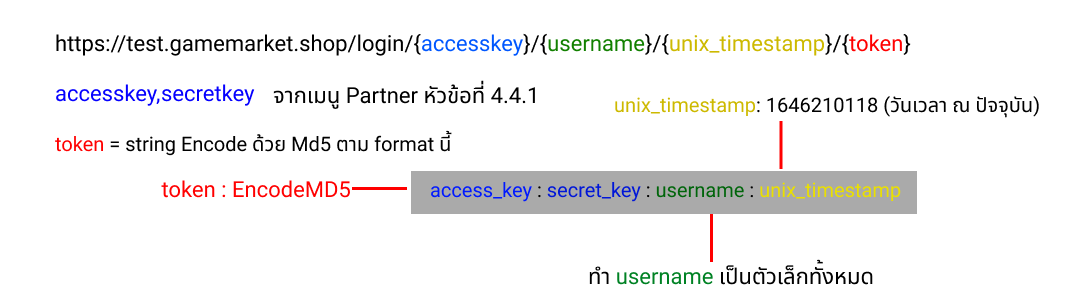 https://test.gamemarket.shop/login/{accesskey}/{username}/{unix_timestamp}/{token}
accesskey,secretkey จากเมนู Partner หัวข้อที่ 4.4.1
unix_timestamp: 1646210118 (วันเวลา ณ ปัจจุบัน)
token = string Encode ด้วย Md5 ตาม format นี้
token : EncodeMD5
access_key : secret_key : username : unix_timestamp
ทำ username เป็นตัวเล็กทั้งหมด